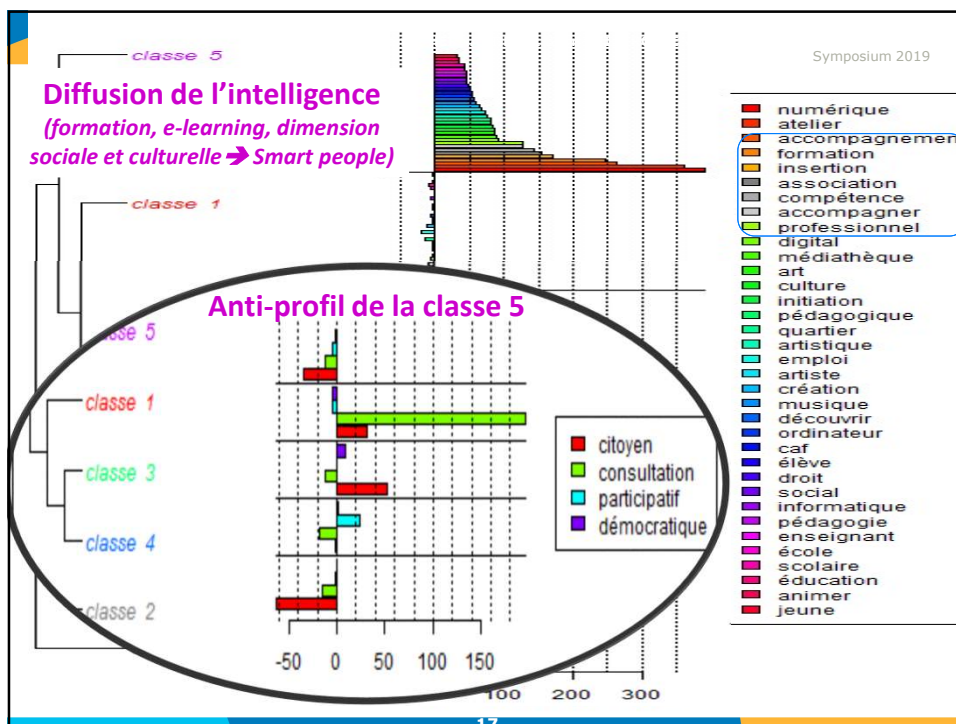 Symposium 2019
classe 5
Diffusion de l'intelligence
(formation, e-learning, dimension
sociale et culturelle ➔ Smart people)
classe 1
numérique
atelier
accompagnemen
formation
insertion
association
compétence
accompagner
professionnel
digital
médiathèque
art
culture
initiation
pédagogique
quartier
artistique
emploi
artiste
création
musique
découvrir
ordinateur
caf
élève
droit
social
informatique
pédagogie
enseignant
école
scolaire
éducation
animer
jeune
Anti-profil de la classe 5
classe 5
classe 1
classe 3
classe 4
classe 2
citoyen
consultation
participatif
démocratique
-50 0 50 100 150
100 200 300
17